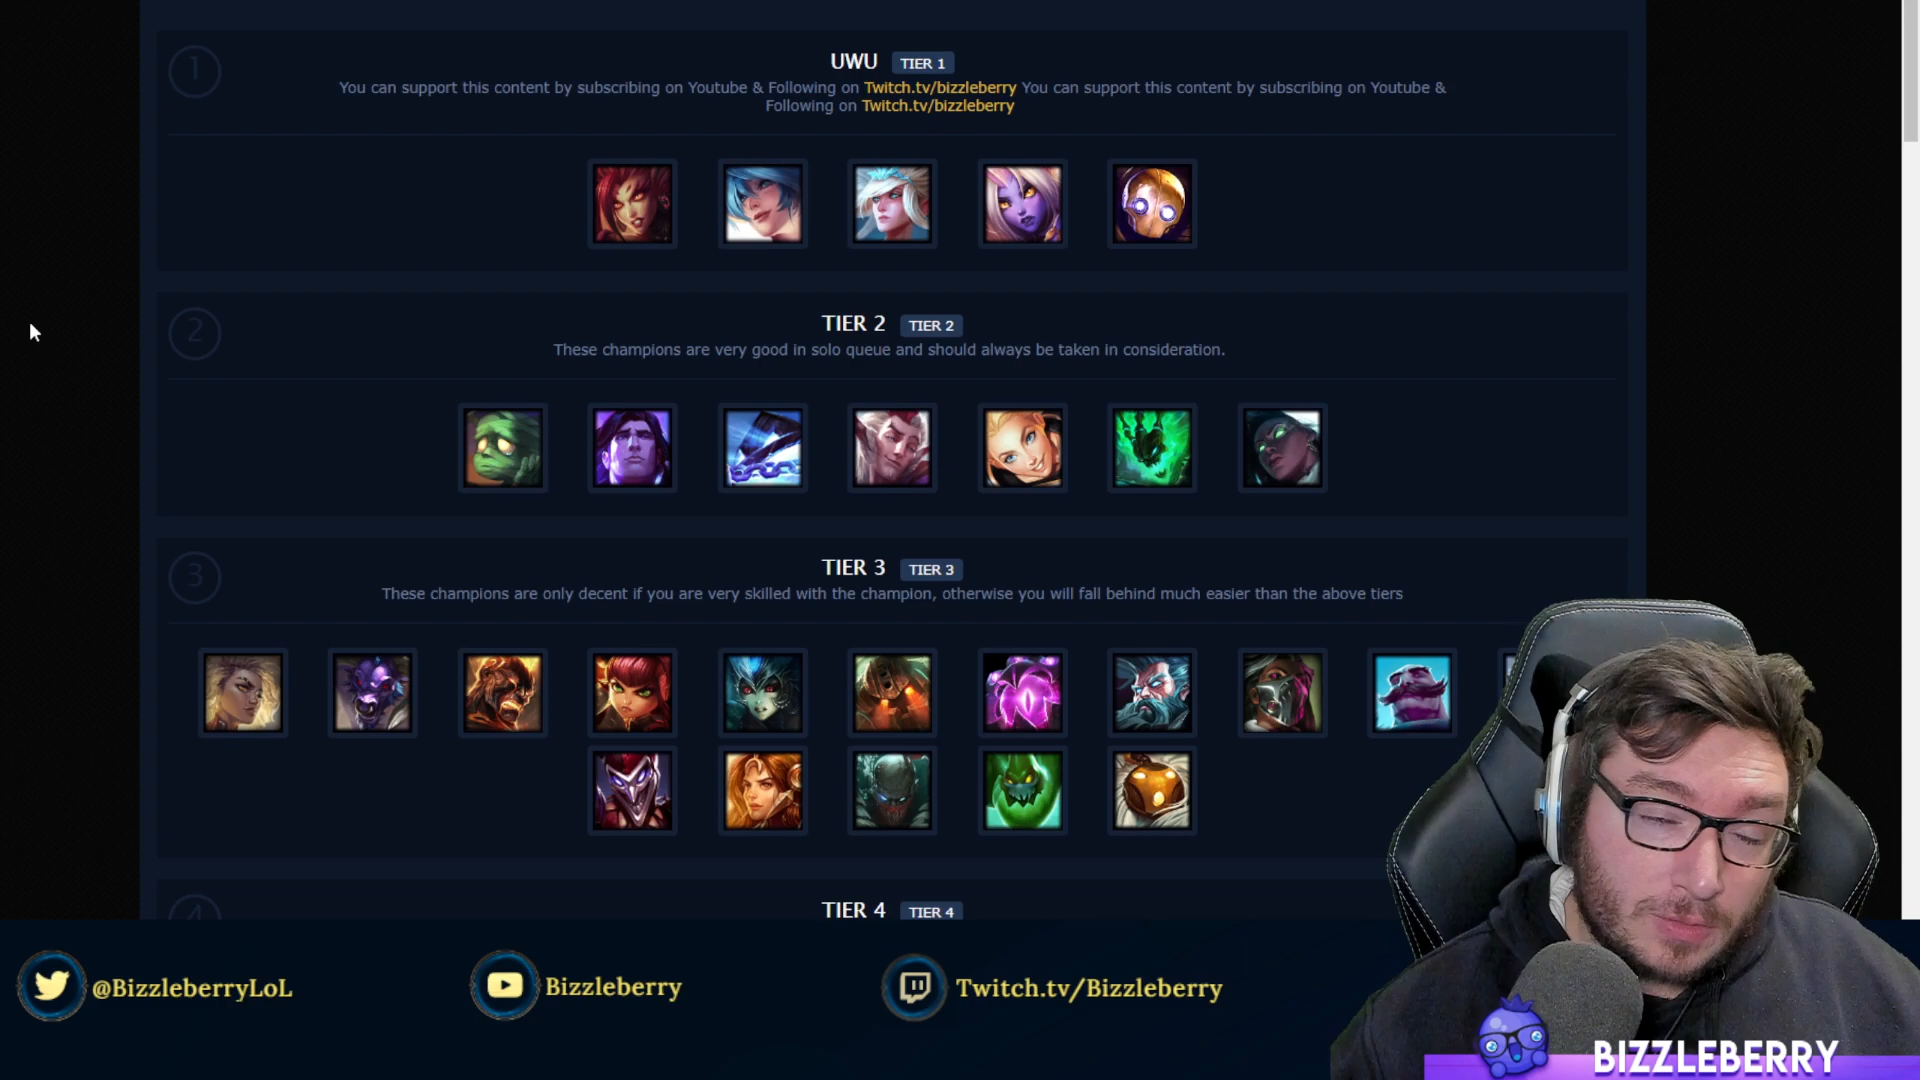 1
UWU TIER 1
You can support this content by subscribing on Youtube & Following on Twitch.tv/bizzleberry You can support this content by subscribing on Youtube &
Following on Twitch.tv/bizzleberry
2
TIER 2 TIER 2
These champions are very good in solo queue and should always be taken in consideration.
3
TIER 3 TIER 3
These champions are only decent if you are very skilled with the champion, otherwise you will fall behind much easier than the above tiers
4
TIER 4 TIER 4
@BizzleberryLoL
Bizzleberry
Twitch.tv/Bizzleberry
BIZZLEBERRY